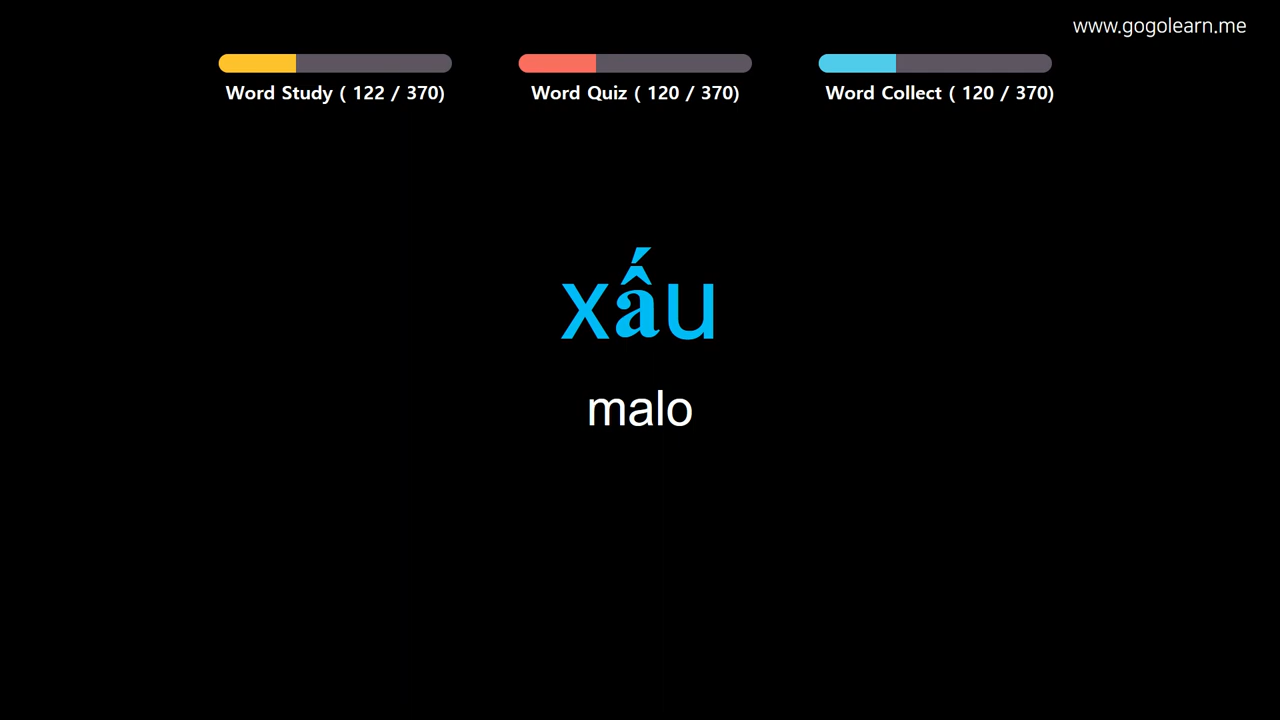 www.gogolearn.me
Word Study ( 122 / 370)
Word Quiz ( 120 / 370)
Word Collect ( 120 / 370)
xấu
malo